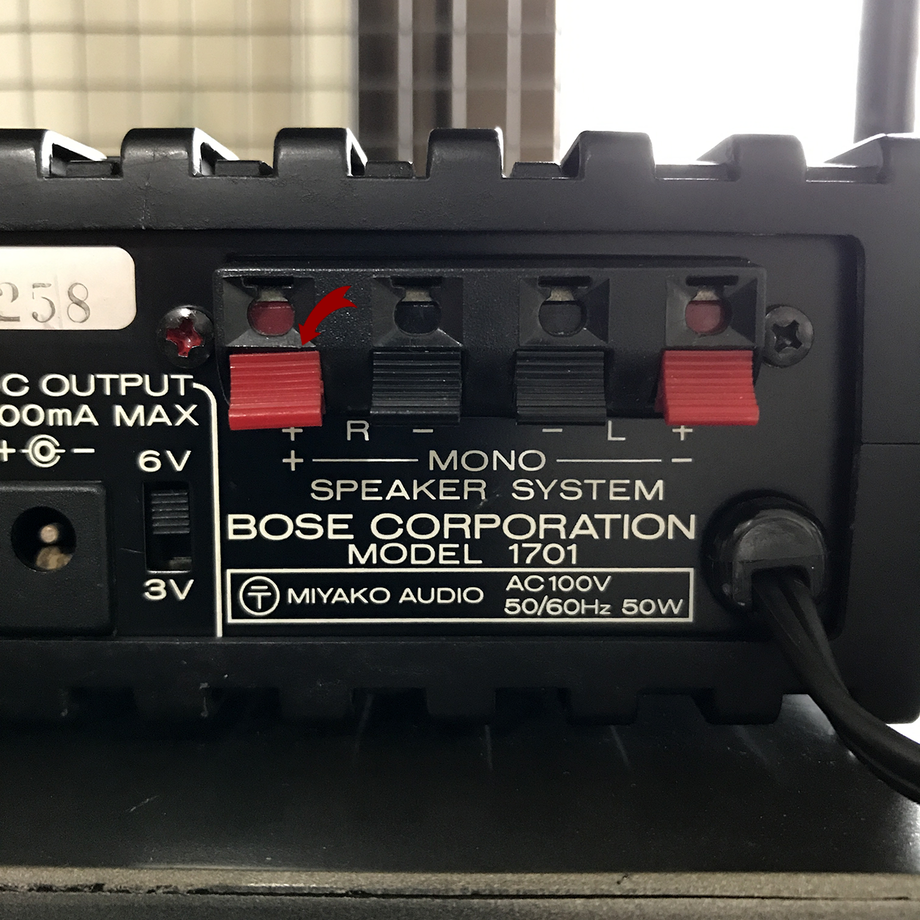 258
C OUTPUT
00mA MAX
+ -
6V
3V
+ R - - L +
+ MONO -
SPEAKER SYSTEM
BOSE CORPORATION
MODEL 1701
T MIYAKO AUDIO
AC100V
50/60Hz 50W